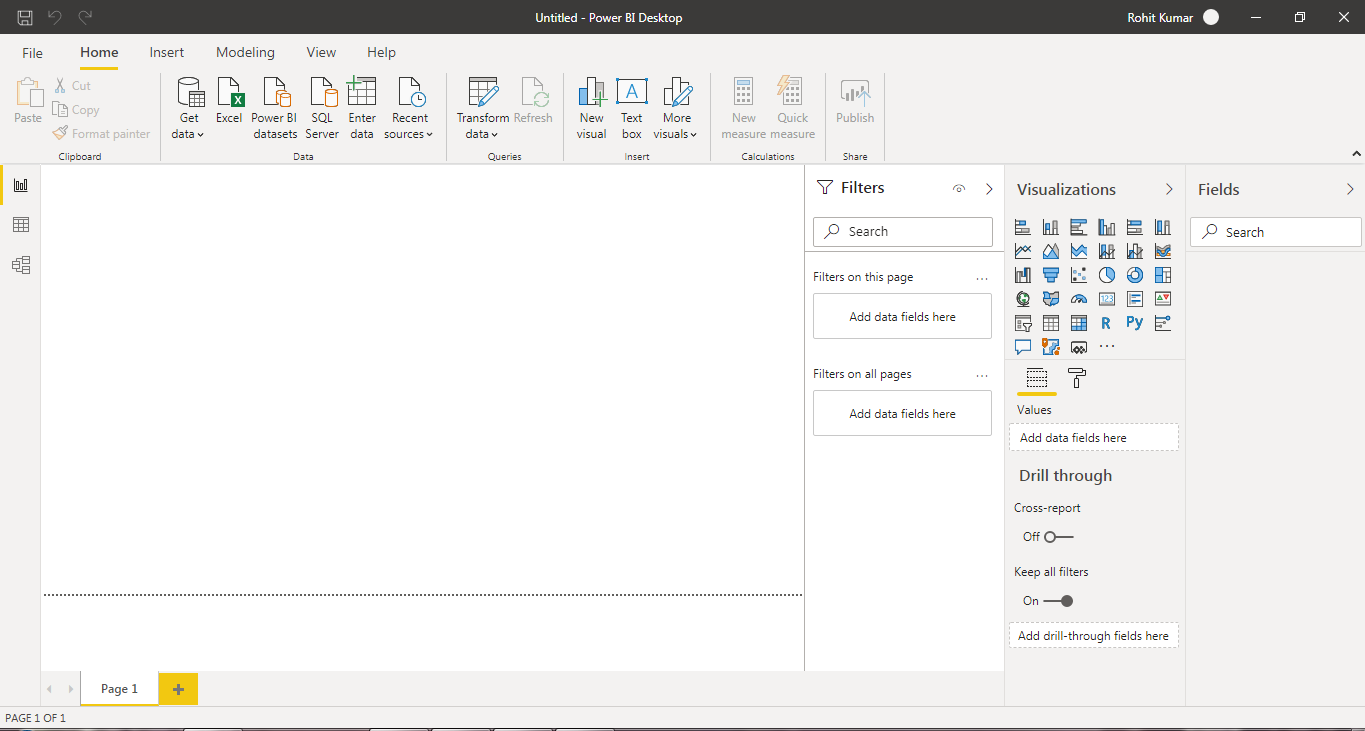 Untitled - Power BI Desktop
Rohit Kumar
File Home Insert Modeling View Help
Paste
Cut
Copy
Format painter
Clipboard
Get data
Excel
Power BI datasets
SQL Server
Enter data
Recent sources
Data
Transform data
Refresh
Queries
New visual
Text box
A
More visuals
Insert
New measure
Quick measure
Calculations
Publish
Share
Filters
Search
Filters on this page
...
Add data fields here
Filters on all pages
...
Add data fields here
Visualizations
123
R
Py
...
Values
Add data fields here
Drill through
Cross-report
Off
Keep all filters
On
Add drill-through fields here
Fields
Search
Page 1
+
PAGE 1 OF 1